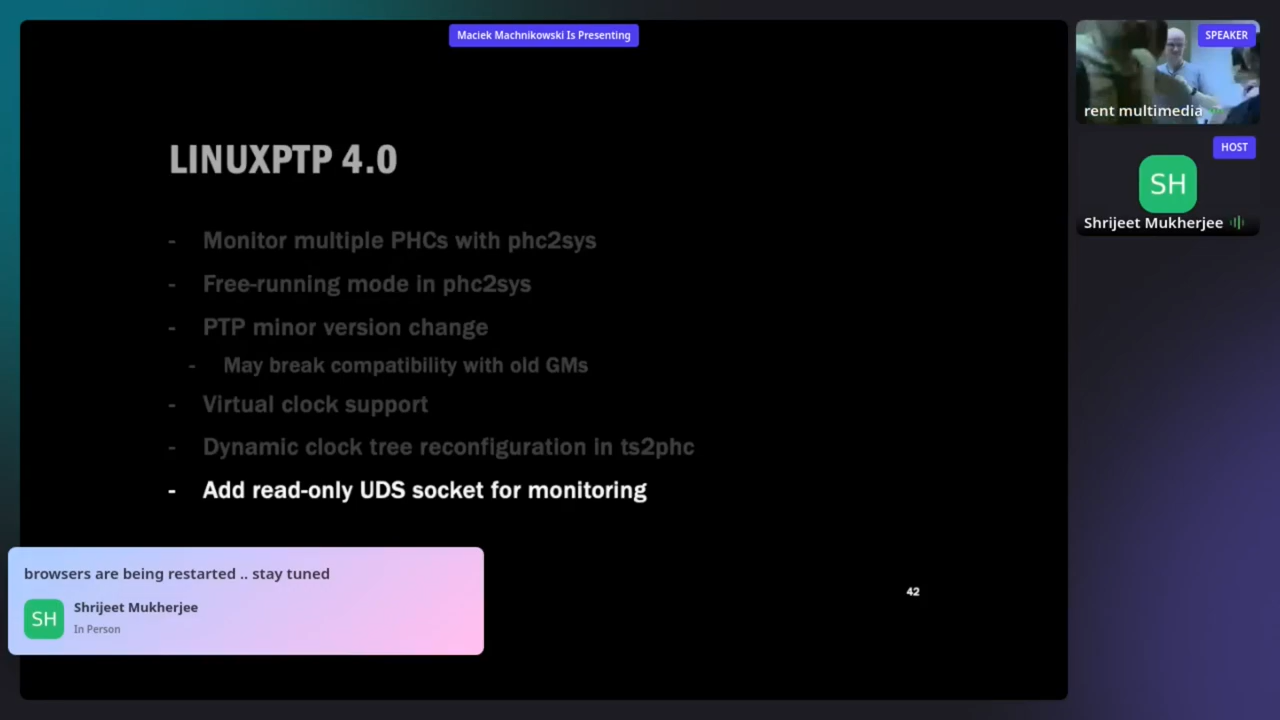 Maciek Machnikowski Is Presenting
SPEAKER
rent multimedia
HOST
SH
Shrijeet Mukherjee
LINUXPTP 4.0
- Monitor multiple PHCs with phc2sys
- Free-running mode in phc2sys
- PTP minor version change
- May break compatibility with old GMs
- Virtual clock support
- Dynamic clock tree reconfiguration in ts2phc
- Add read-only UDS socket for monitoring
42
browsers are being restarted .. stay tuned
SH
Shrijeet Mukherjee
In Person